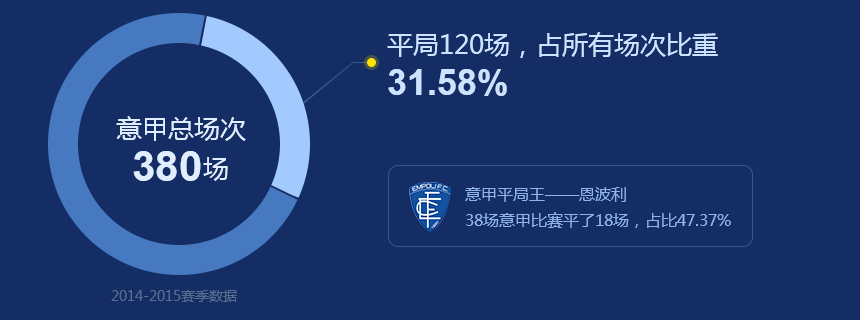 平局120场，占所有场次比重
31.58%
意甲总场次
380场
EMPOLI F.C.
意甲平局王——恩波利
38场意甲比赛平了18场，占比47.37%
2014-2015赛季数据